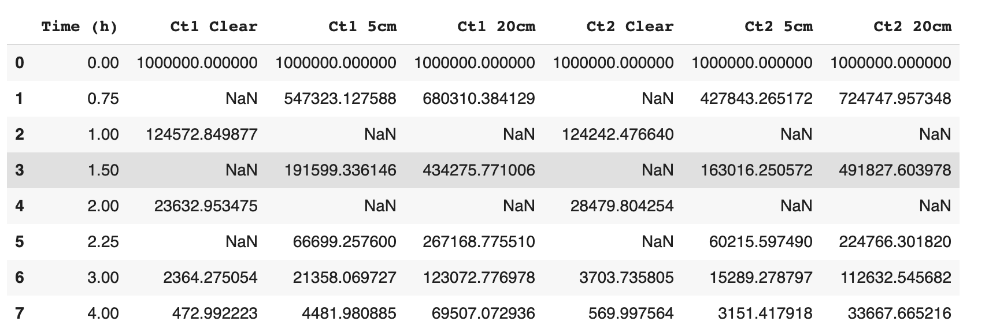 Time (h) Ct1 Clear Ct1 5cm Ct1 20cm Ct2 Clear Ct2 5cm Ct2 20cm
0 0.00 1000000.000000 1000000.000000 1000000.000000 1000000.000000 1000000.000000 1000000.000000
1 0.75 NaN 547323.127588 680310.384129 NaN 427843.265172 724747.957348
2 1.00 124572.849877 NaN NaN 124242.476640 NaN NaN
3 1.50 NaN 191599.336146 434275.771006 NaN 163016.250572 491827.603978
4 2.00 23632.953475 NaN NaN 28479.804254 NaN NaN
5 2.25 NaN 66699.257600 267168.775510 NaN 60215.597490 224766.301820
6 3.00 2364.275054 21358.069727 123072.776978 3703.735805 15289.278797 112632.545682
7 4.00 472.992223 4481.980885 69507.072936 569.997564 3151.417918 33667.665216